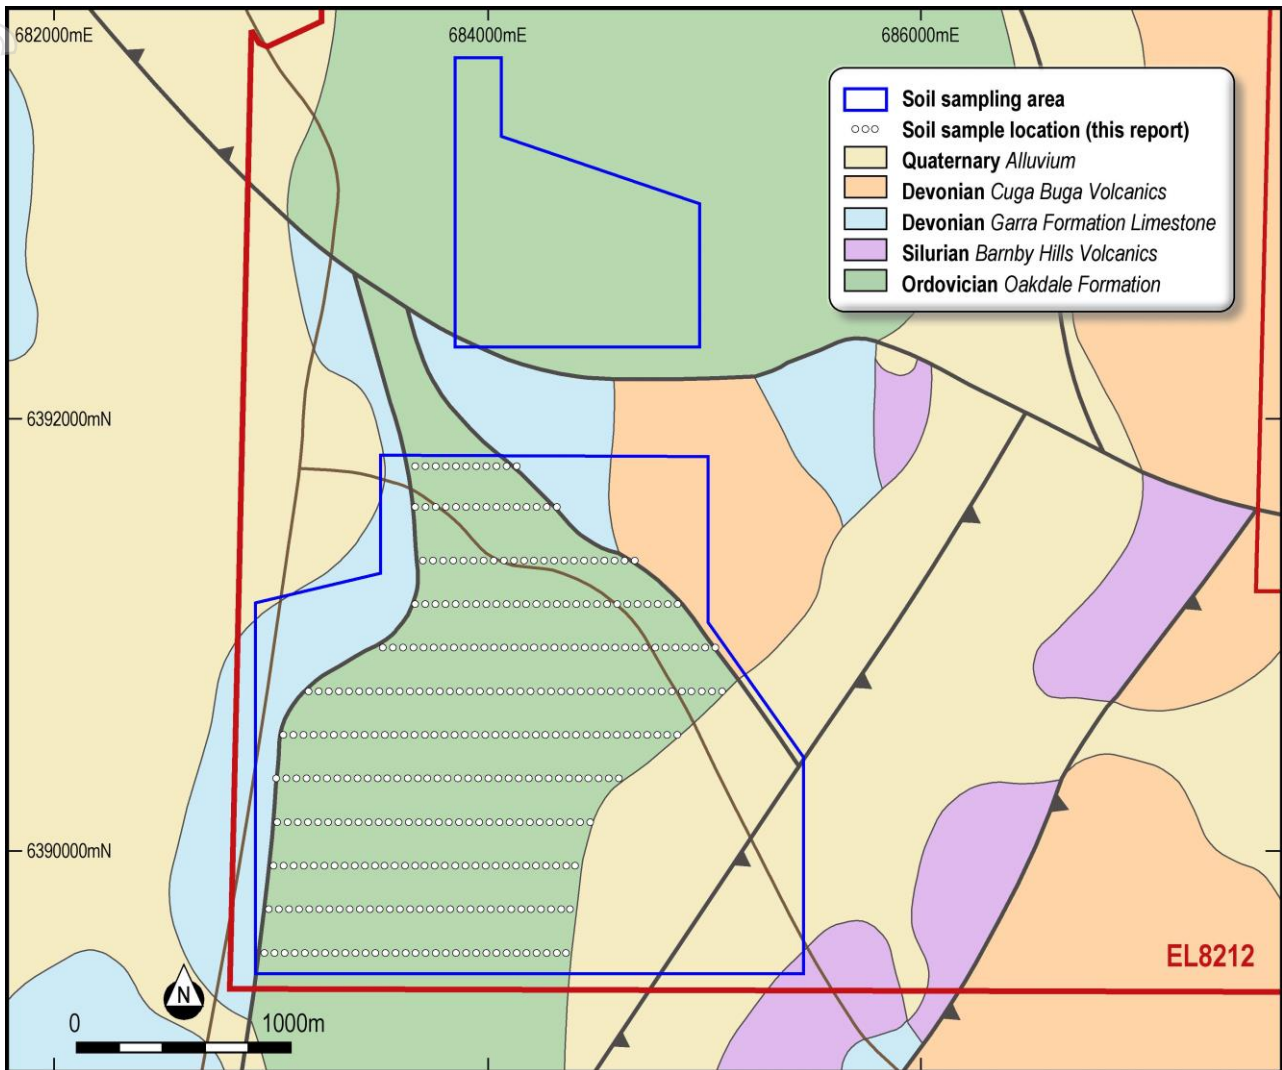 682000mE
684000mE
686000mE
Soil sampling area
Soil sample location (this report)
Quaternary Alluvium
Devonian Cuga Buga Volcanics
Devonian Garra Formation Limestone
Silurian Barnby Hills Volcanics
Ordovician Oakdale Formation
6392000mN
6390000mN
EL8212
N
0 1000m